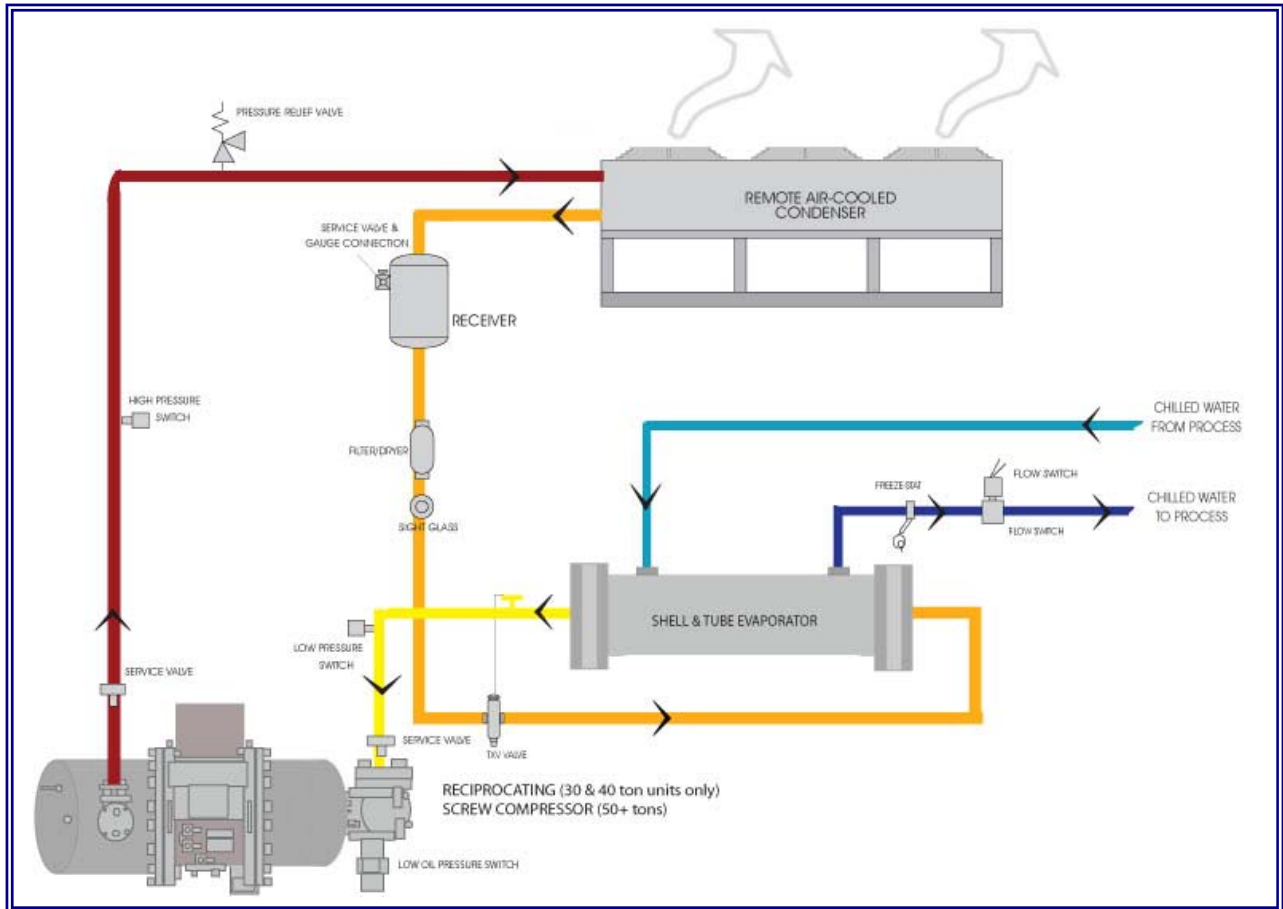 PRESSURE RELIEF VALVE
REMOTE AIR-COOLED
CONDENSER
SERVICE VALVE &
GAUGE CONNECTION
RECEIVER
HIGH PRESSURE
SWITCH
FILTER/DRYER
SIGHT GLASS
CHILLED WATER
FROM PROCESS
FLOW SWITCH
FREEZE-STAT
CHILLED WATER
TO PROCESS
FLOW SWITCH
SHELL & TUBE EVAPORATOR
LOW PRESSURE
SWITCH
SERVICE VALVE
SERVICE VALVE
TXV VALVE
RECIPROCATING (30 & 40 ton units only)
SCREW COMPRESSOR (50+ tons)
LOW OIL PRESSURE SWITCH